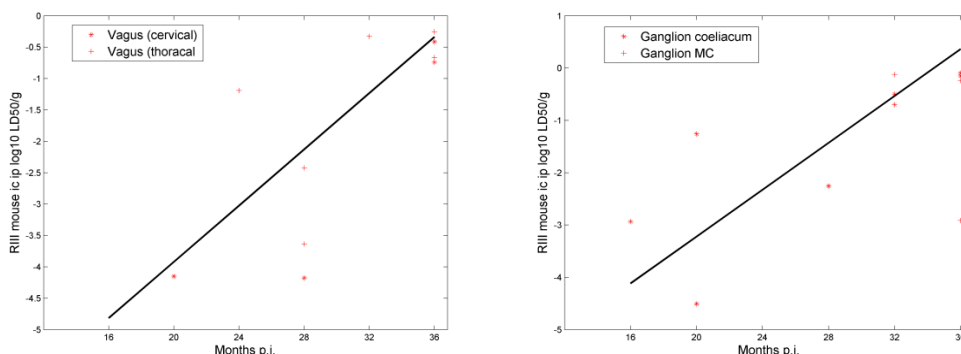 0
-0.5
-1
-1.5
-2
-2.5
-3
-3.5
-4
-4.5
-5
RIII mouse ic ip log10 LD50/g
Vagus (cervical)
Vagus (thoracal
16 20 24 28 32 36
Months p.i.
1
0
-1
-2
-3
-4
-5
RIII mouse ic ip log10 LD50/g
Ganglion coeliacum
Ganglion MC
16 20 24 28 32 36
Months p.i.